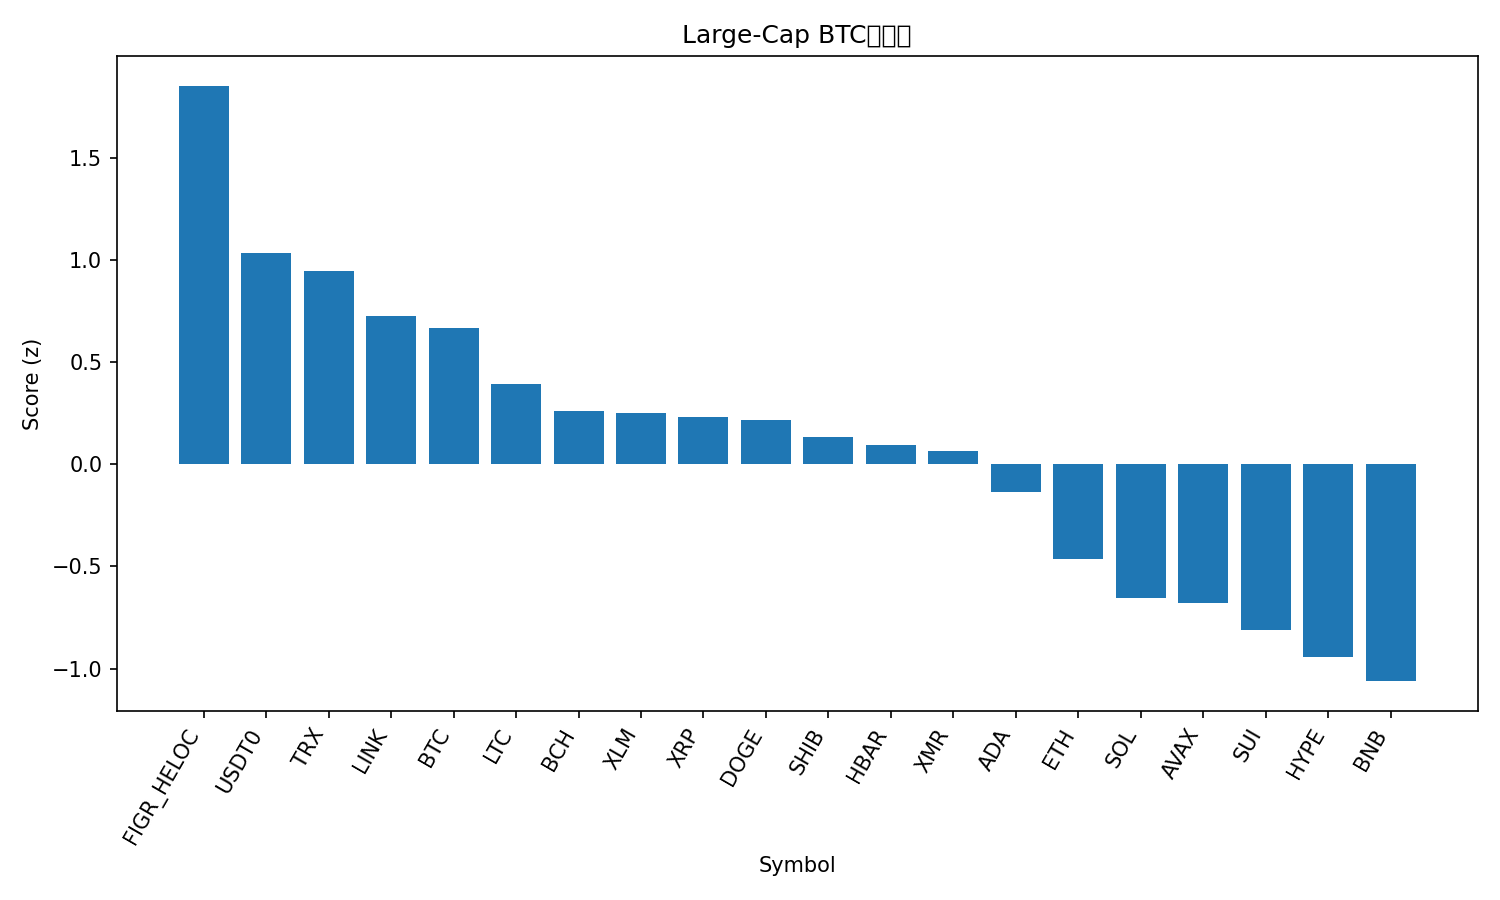 Large-Cap BTC
1.5
1.0
0.5
0.0
−0.5
−1.0
Score (z)
FIGR_HELOC
USDT0
TRX
LINK
BTC
LTC
BCH
XLM
XRP
DOGE
SHIB
HBAR
XMR
ADA
ETH
SOL
AVAX
SUI
HYPE
BNB
Symbol